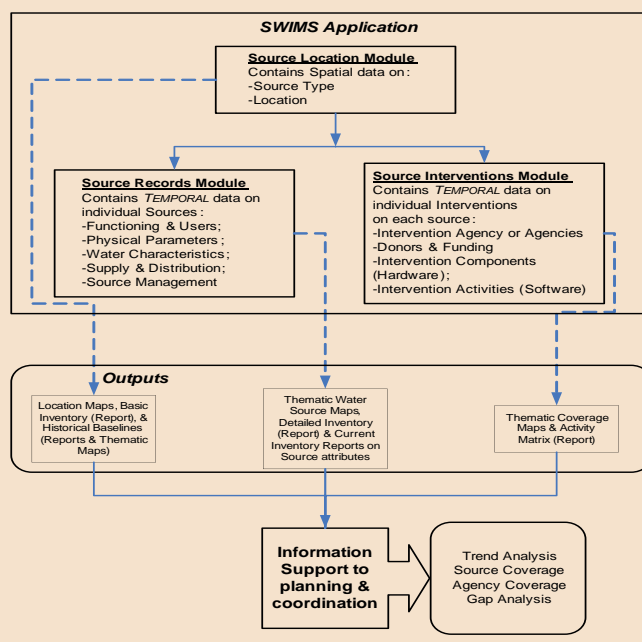 SWIMS Application
Source Location Module
Contains Spatial data on:
-Source Type
-Location
Source Records Module
Contains TEMPORAL data on
individual Sources:
-Functioning & Users;
-Physical Parameters;
-Water Characteristics;
-Supply & Distribution;
-Source Management
Source Interventions Module
Contains TEMPORAL data on
individual Interventions
on each source:
-Intervention Agency or Agencies
-Donors & Funding
-Intervention Components
(Hardware);
-Intervention Activities (Software)
Outputs
Location Maps, Basic
Inventory (Report), &
Historical Baselines
(Reports & Thematic
Maps)
Thematic Water
Source Maps,
Detailed Inventory
(Report) & Current
Inventory Reports on
Source attributes
Thematic Coverage
Maps & Activity
Matrix (Report)
Information
Support to
planning &
coordination
Trend Analysis
Source Coverage
Agency Coverage
Gap Analysis